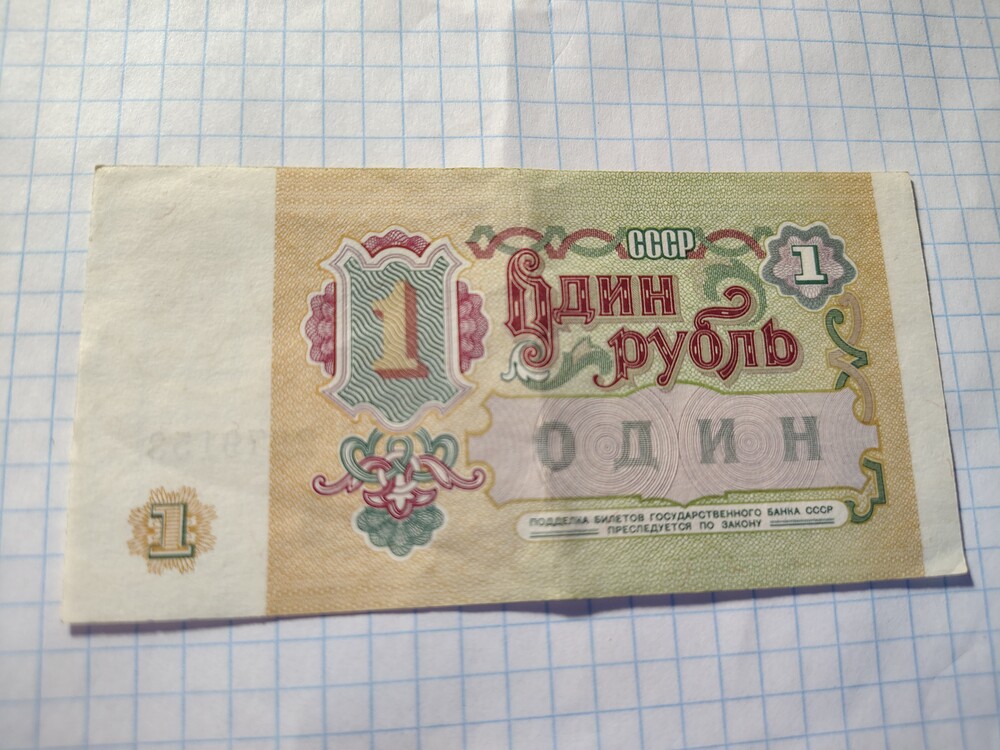 СССР
1
1
Один
рубль
ОДИН
ПОДДЕЛКА БИЛЕТОВ ГОСУДАРСТВЕННОГО БАНКА СССР
ПРЕСЛЕДУЕТСЯ ПО ЗАКОНУ
1